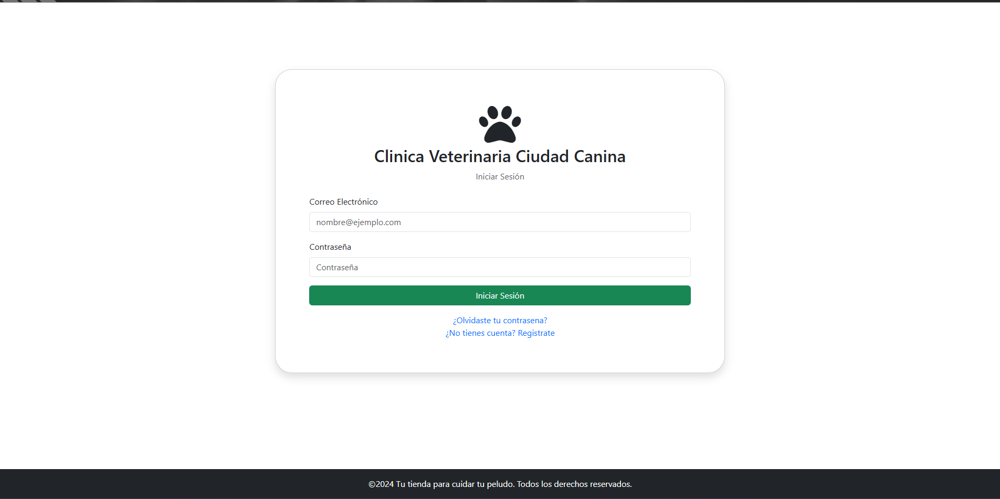 Clinica Veterinaria Ciudad Canina
Iniciar Sesión
Correo Electrónico
nombre@ejemplo.com
Contraseña
Contraseña
Iniciar Sesión
¿Olvidaste tu contrasena?
¿No tienes cuenta? Registrate
©2024 Tu tienda para cuidar tu peludo. Todos los derechos reservados.